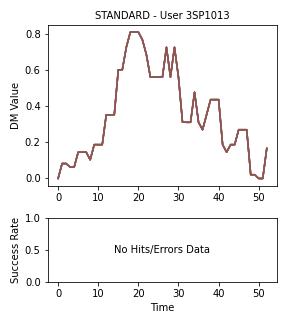 STANDARD - User 3SP1013
0.8
0.6
0.4
0.2
0.0
DM Value
0 10 20 30 40 50
1.0
0.5
0.0
Success Rate
No Hits/Errors Data
0 10 20 30 40 50
Time